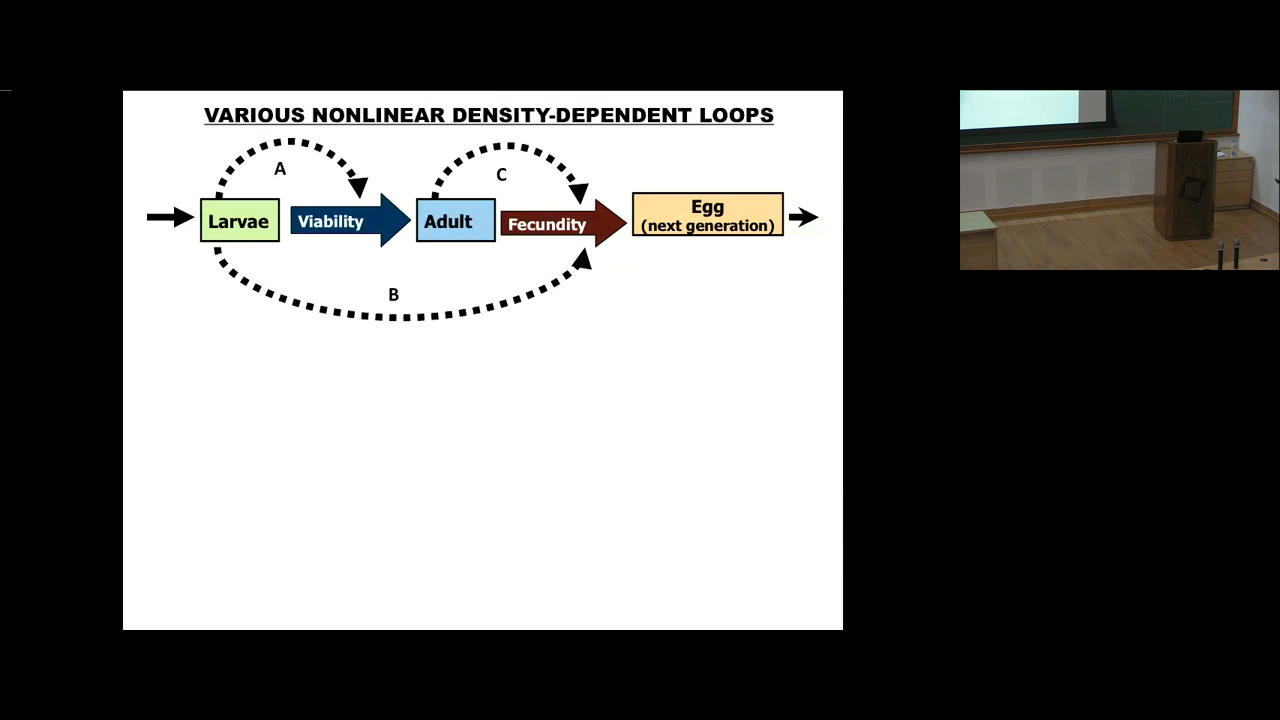 VARIOUS NONLINEAR DENSITY-DEPENDENT LOOPS
A
C
Larvae
Viability
Adult
Fecundity
Egg
(next generation)
B